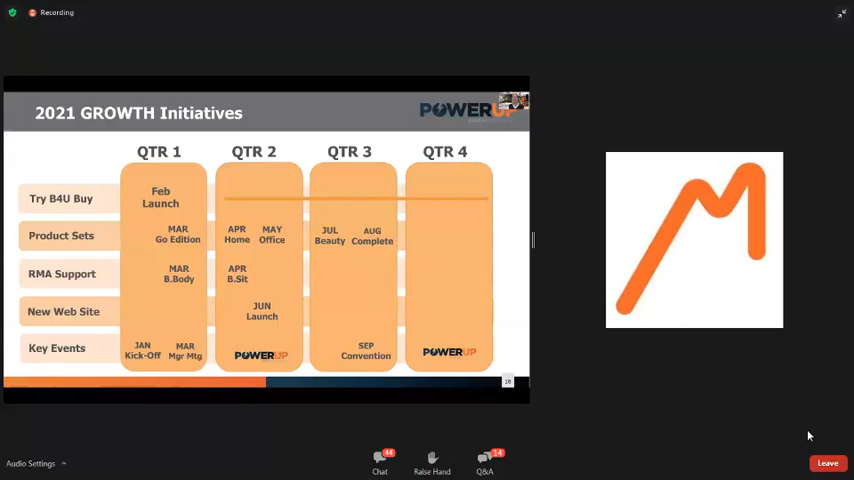 Recording
2021 GROWTH Initiatives
POWERUP
QTR 1 QTR 2 QTR 3 QTR 4
Try B4U Buy
Feb
Launch
Product Sets
MAR
Go Edition
APR
Home
MAY
Office
JUL
Beauty
AUG
Complete
RMA Support
MAR
B.Body
APR
B.Sit
New Web Site
JUN
Launch
Key Events
JAN
Kick-Off
MAR
Mgr Mtg
POWERUP
SEP
Convention
POWERUP
16
Audio Settings
44
Chat
Raise Hand
14
Q&A
Leave